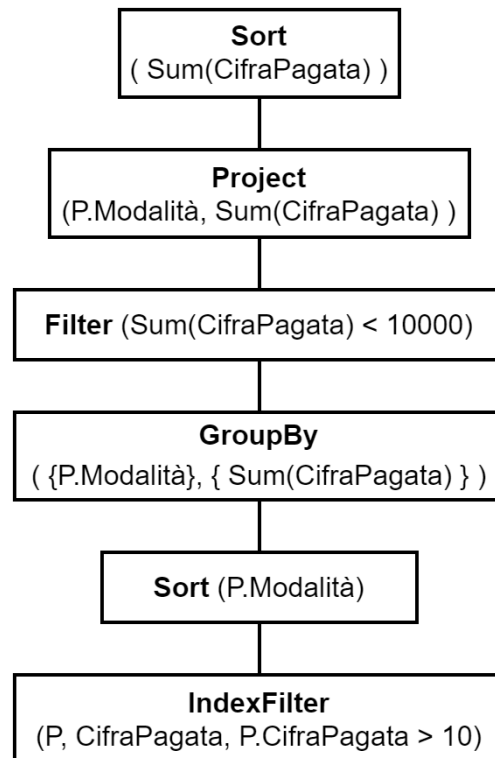 Sort
( Sum(CifraPagata) )
Project
(P.Modalità, Sum(CifraPagata) )
Filter (Sum(CifraPagata) < 10000)
GroupBy
( {P.Modalità}, { Sum(CifraPagata) } )
Sort (P.Modalità)
IndexFilter
(P, CifraPagata, P.CifraPagata > 10)